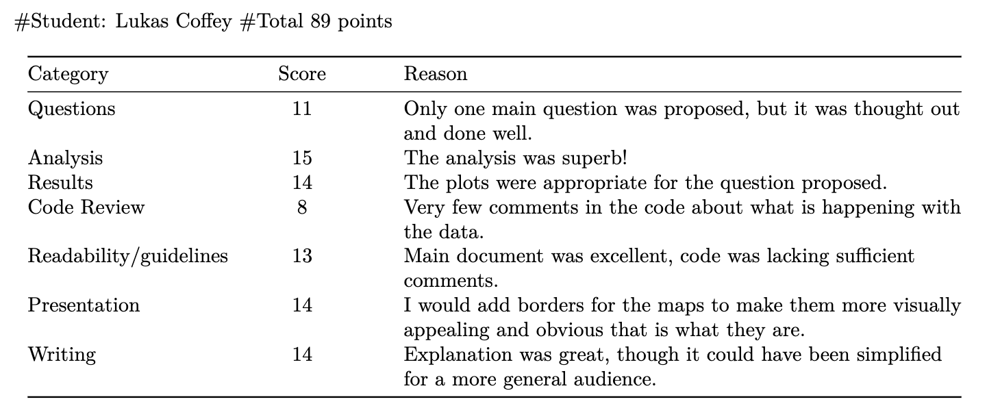 #Student: Lukas Coffey #Total 89 points
Category Score Reason
Questions 11 Only one main question was proposed, but it was thought out
and done well.
Analysis 15 The analysis was superb!
Results 14 The plots were appropriate for the question proposed.
Code Review 8 Very few comments in the code about what is happening with
the data.
Readability/guidelines 13 Main document was excellent, code was lacking sufficient
comments.
Presentation 14 I would add borders for the maps to make them more visually
appealing and obvious that is what they are.
Writing 14 Explanation was great, though it could have been simplified
for a more general audience.